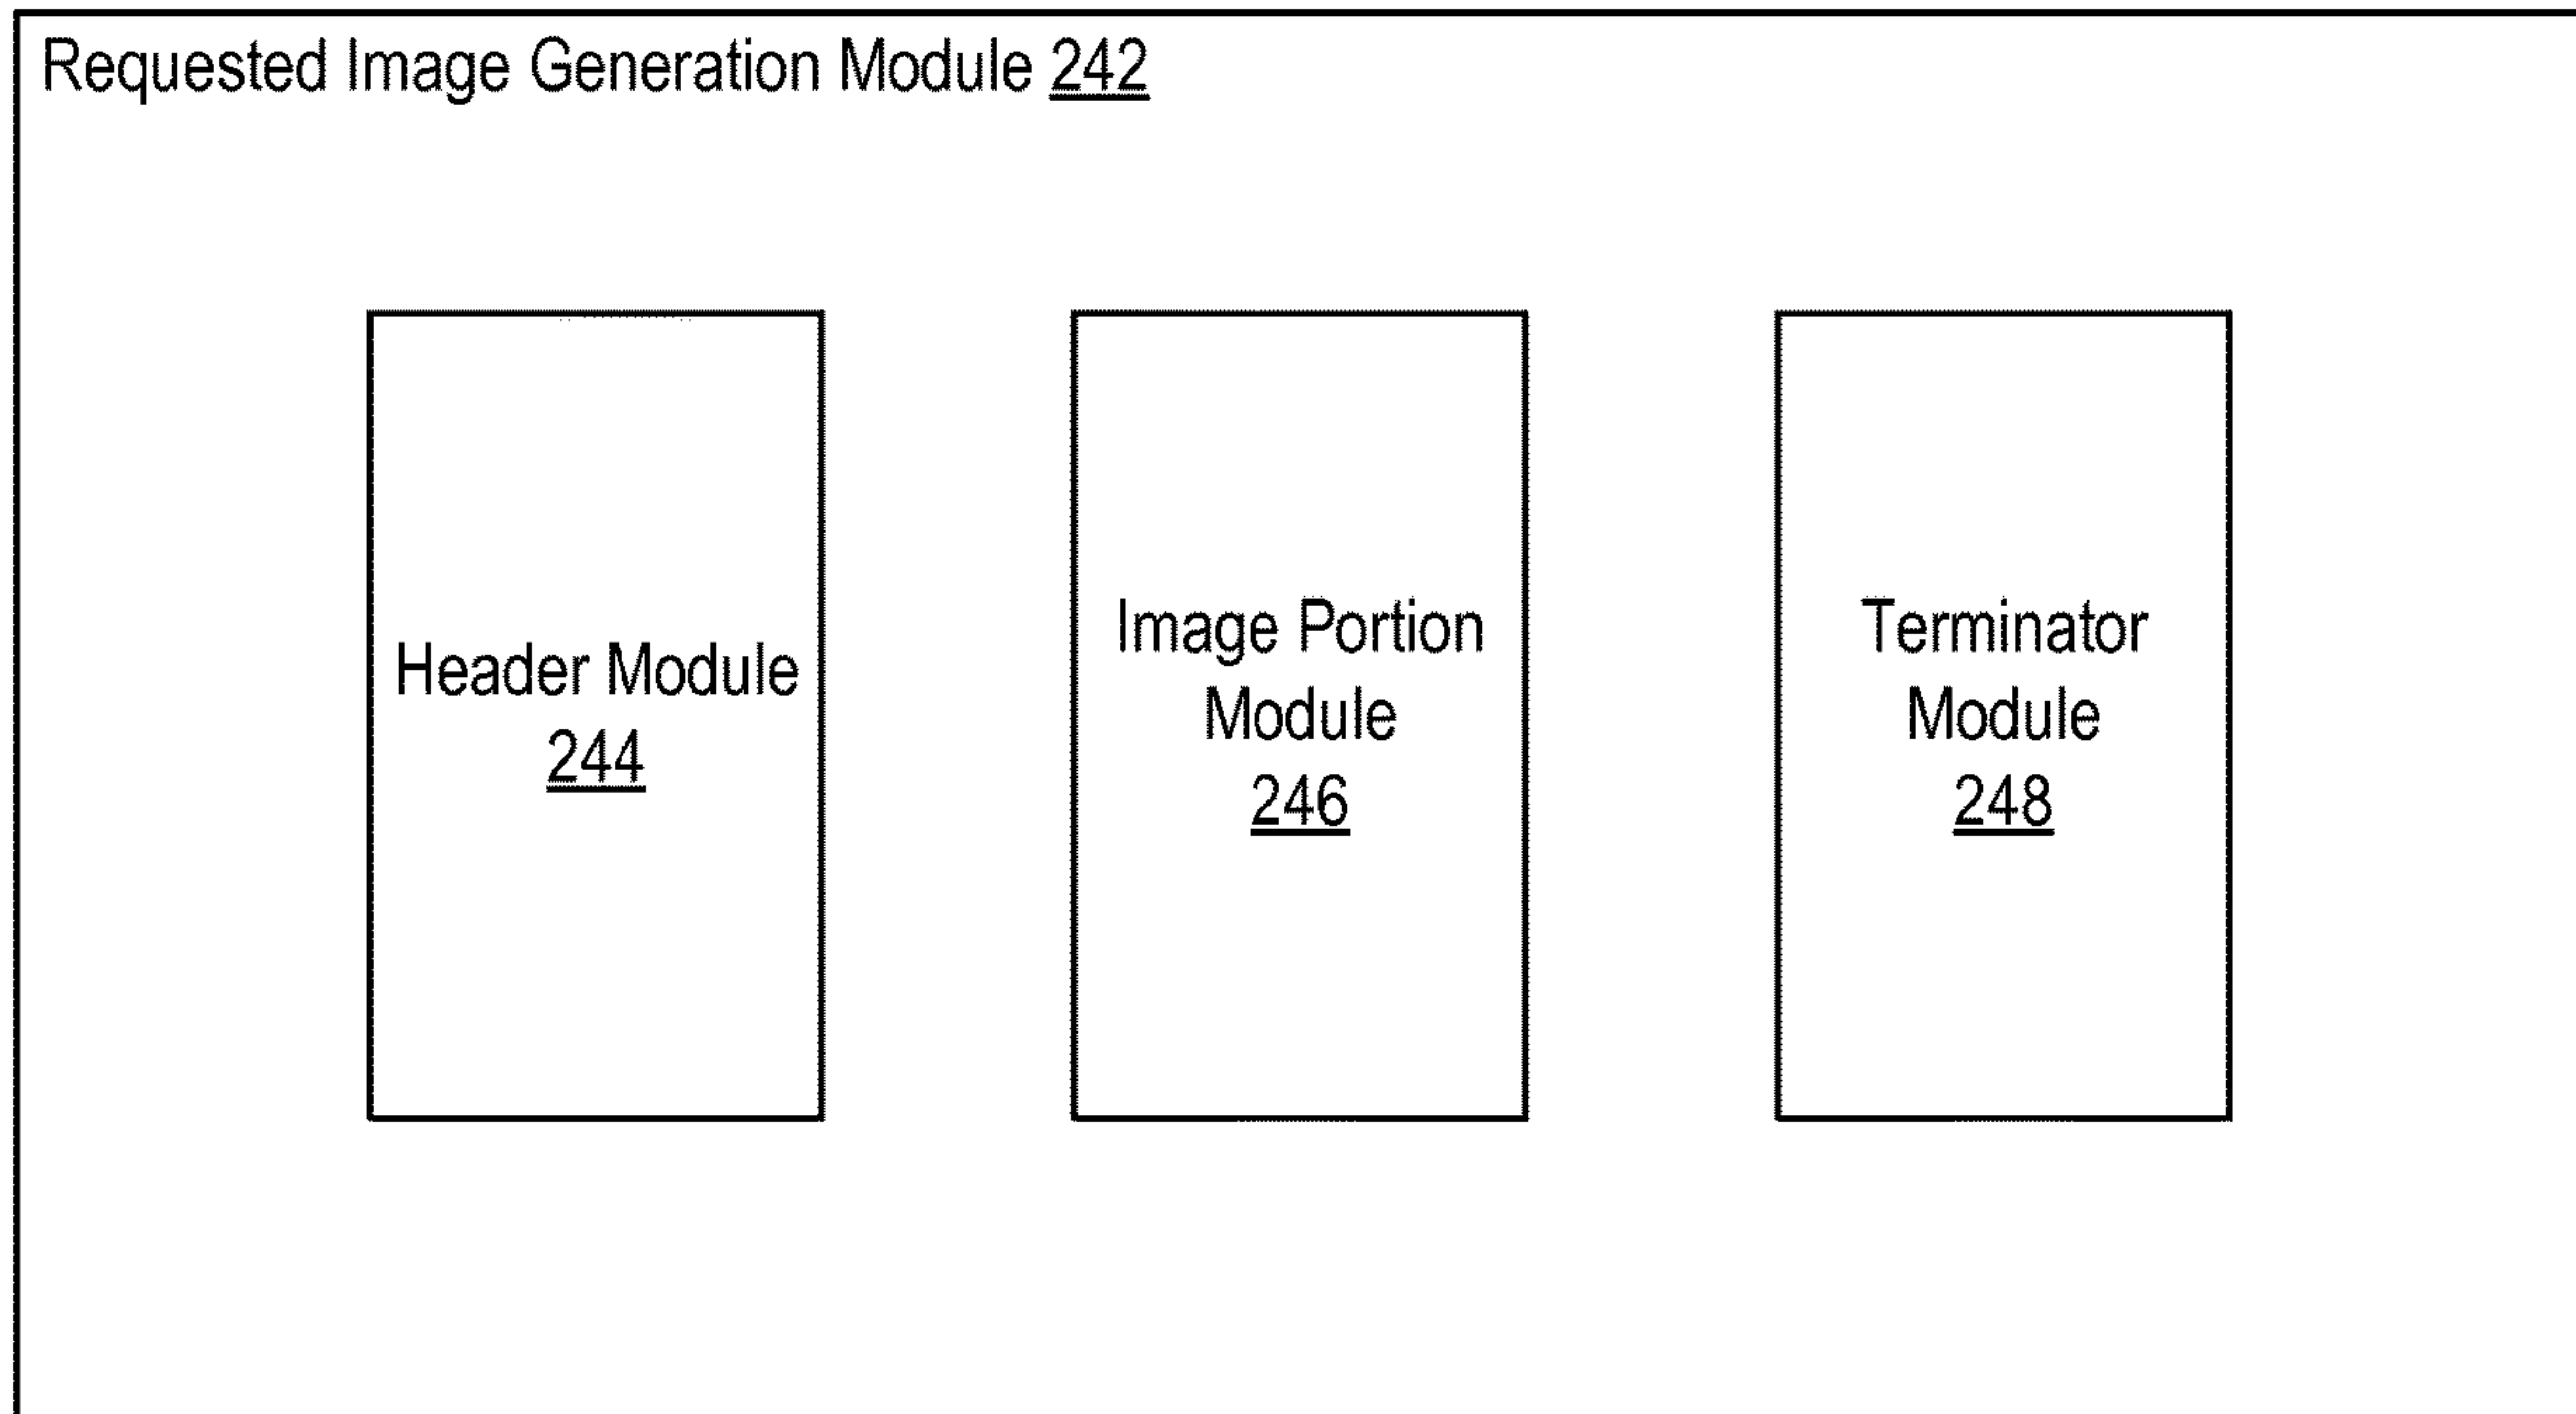 Requested Image Generation Module 242
Header Module
244
Image Portion
Module
246
Terminator
Module
248